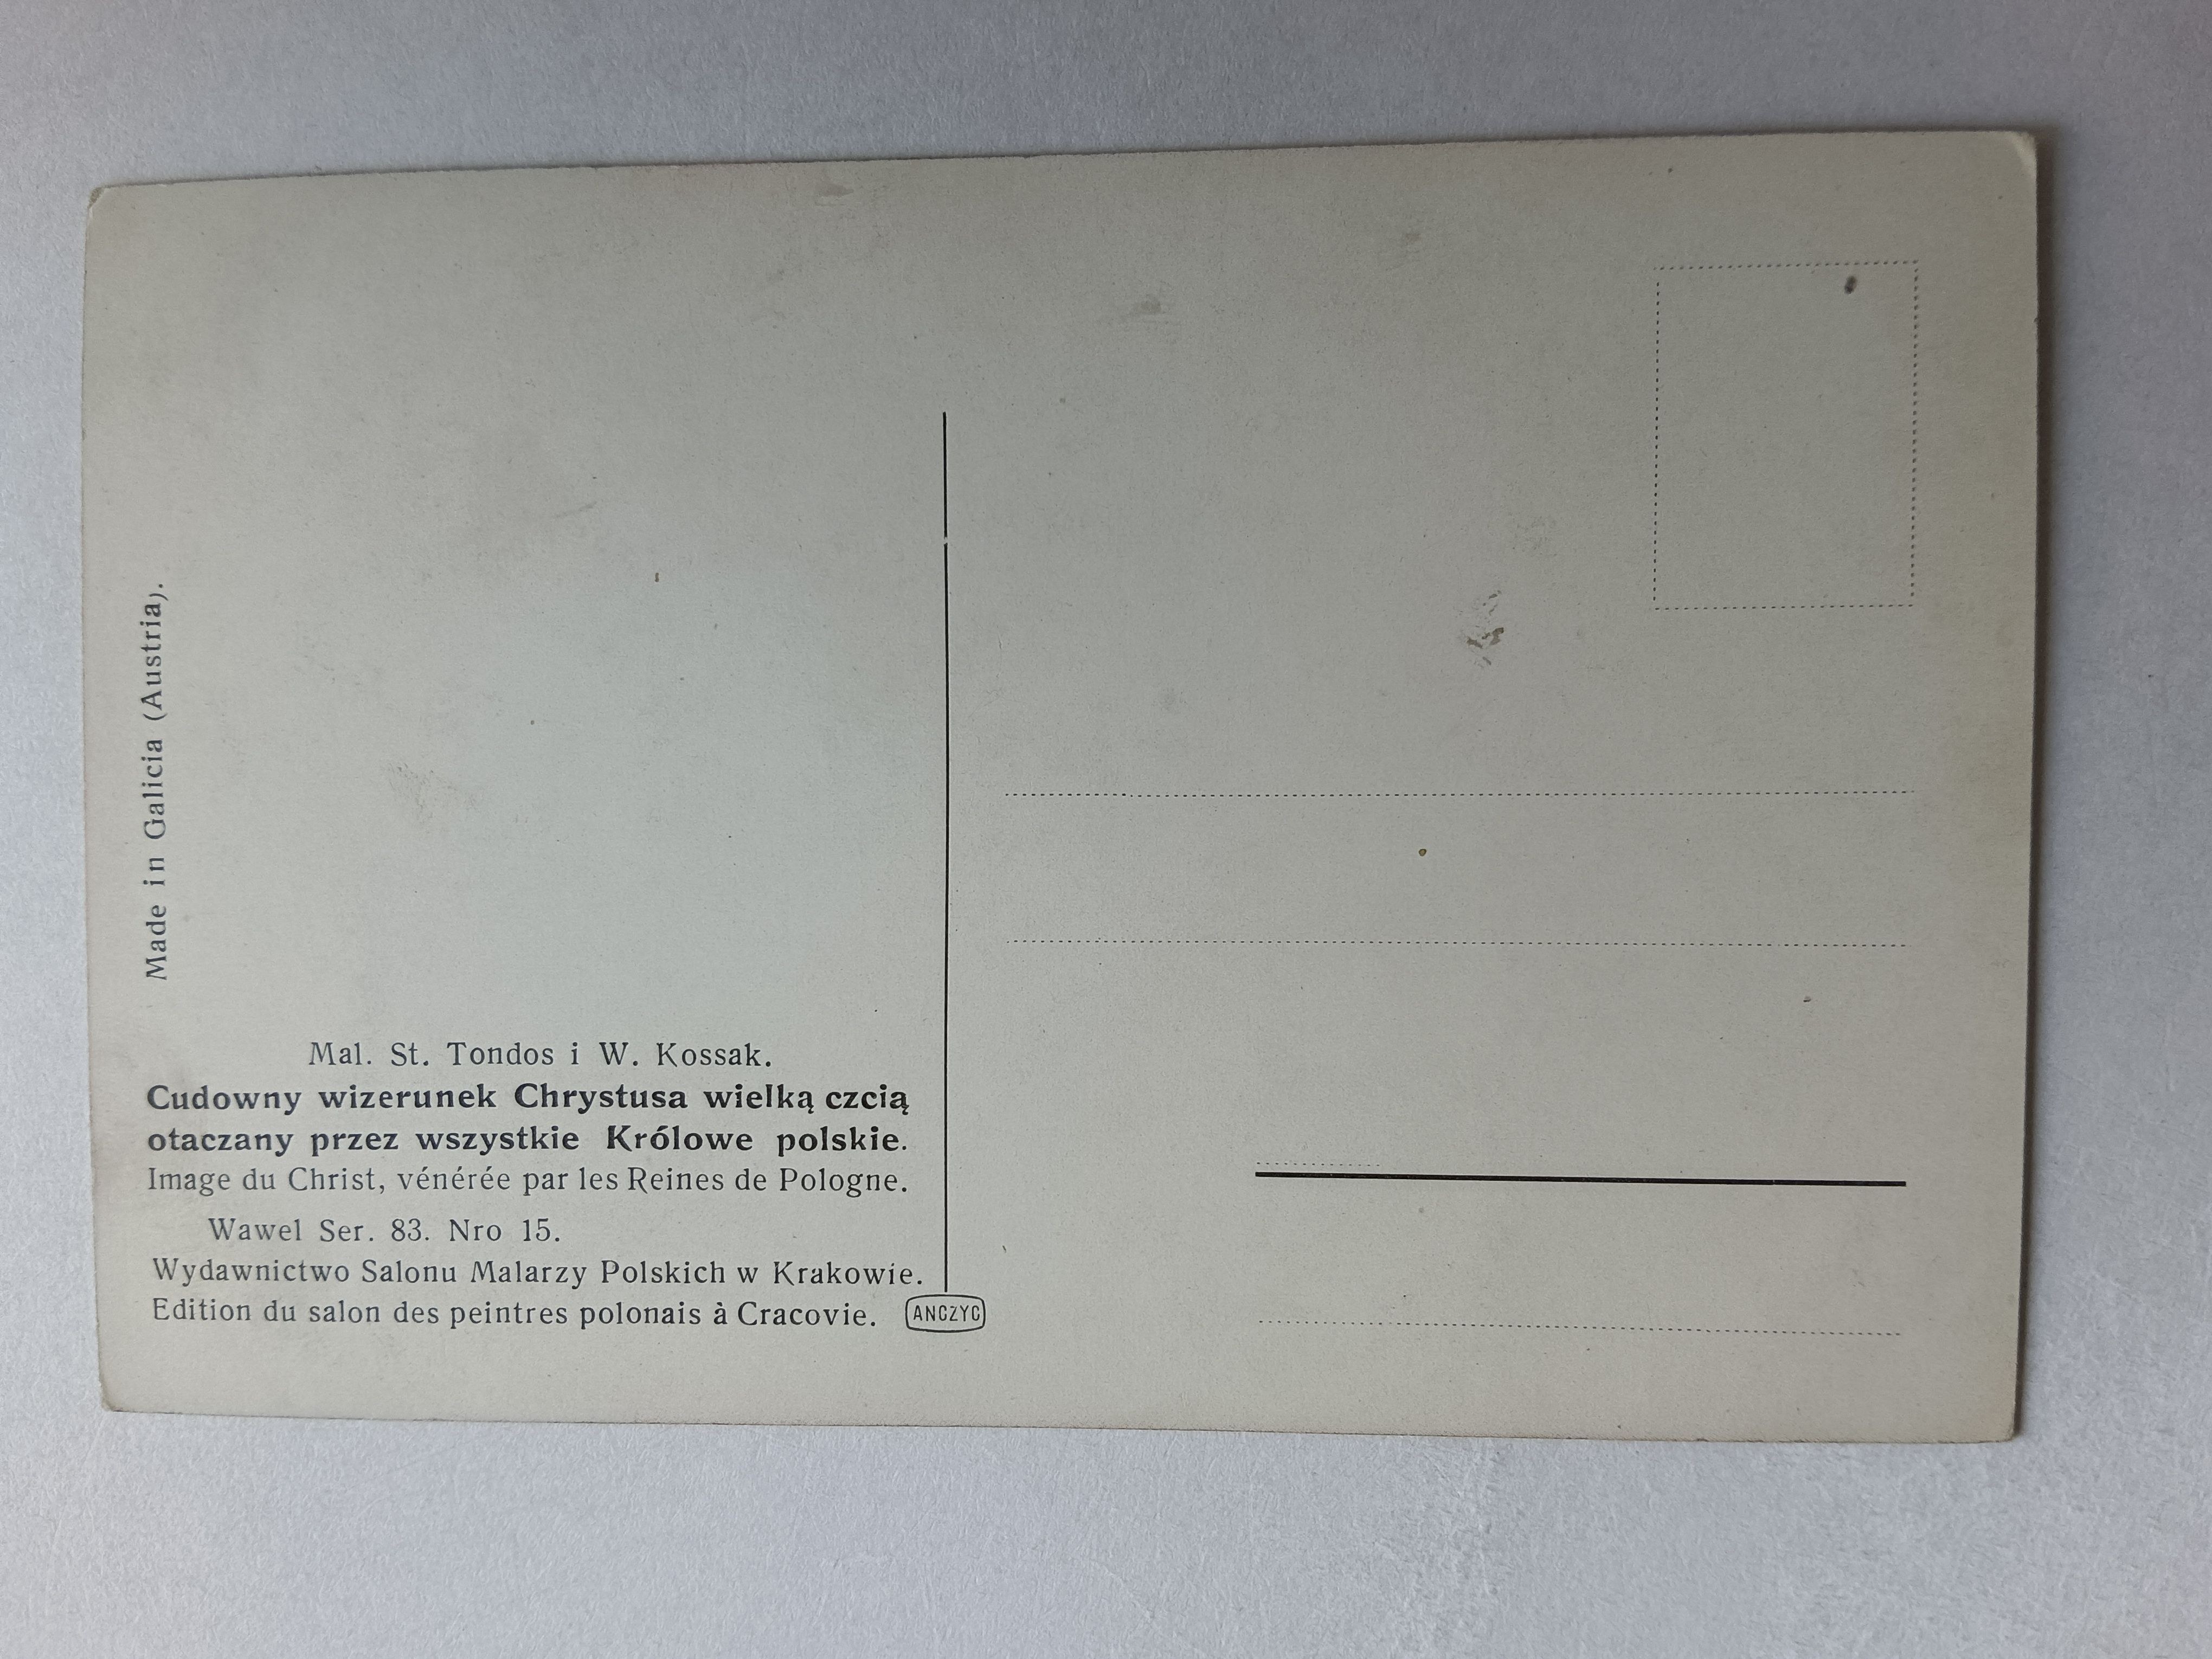 Made in Galicia (Austria).
Mal. St. Tondos i W. Kossak.
Cudowny wizerunek Chrystusa wielką czcią
otaczany przez wszystkie Królowe polskie.
Image du Christ, vénérée par les Reines de Pologne.
Wawel Ser. 83. Nro 15.
Wydawnictwo Salonu Malarzy Polskich w Krakowie.
Edition du salon des peintres polonais à Cracovie.
ANCZYC